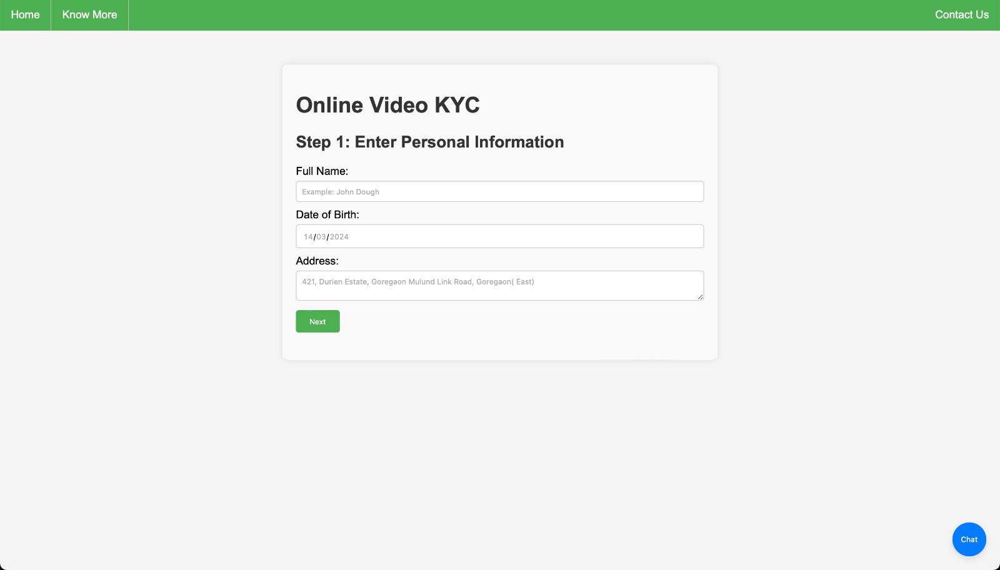 Home Know More Contact Us
Online Video KYC
Step 1: Enter Personal Information
Full Name:
Example: John Dough
Date of Birth:
14/03/2024
Address:
421, Durien Estate, Goregaon Mulund Link Road, Goregaon( East)
Next
Chat